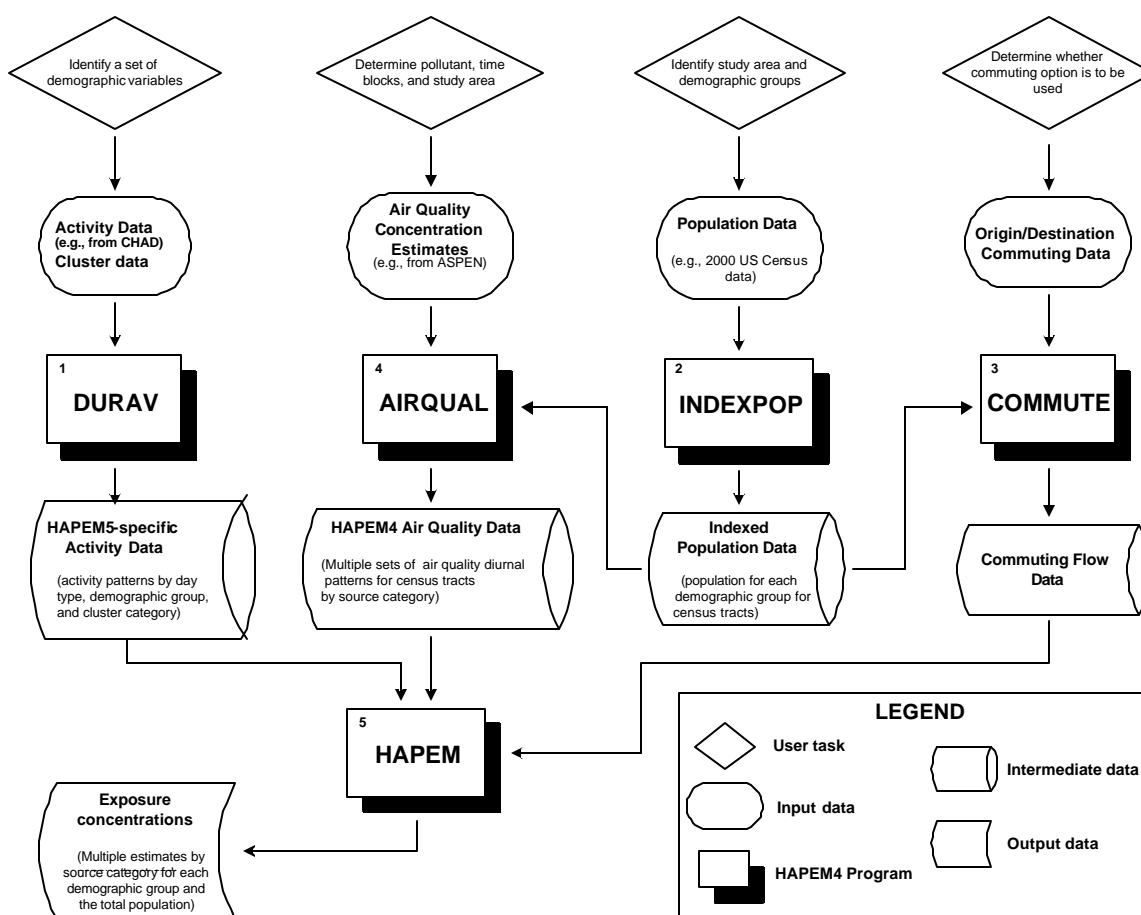 Identify a set of
demographic variables
Determine pollutant, time
blocks, and study area
Identify study area and
demographic groups
Determine whether
commuting option is to be
used
Activity Data
(e.g., from CHAD)
Cluster data
Air Quality
Concentration
Estimates
(e.g., from ASPEN)
Population Data
(e.g., 2000 US Census
data)
Origin/Destination
Commuting Data
1
DURAV
4
AIRQUAL
2
INDEXPOP
3
COMMUTE
HAPEM5-specific
Activity Data
(activity patterns by day
type, demographic group,
and cluster category)
HAPEM4 Air Quality Data
(Multiple sets of air quality diurnal
patterns for census tracts
by source category)
Indexed
Population Data
(population for each
demographic group for
census tracts)
Commuting Flow
Data
5
HAPEM
Exposure
concentrations
(Multiple estimates by
source category for each
demographic group and
the total population)
LEGEND
User task
Input data
HAPEM4 Program
Intermediate data
Output data